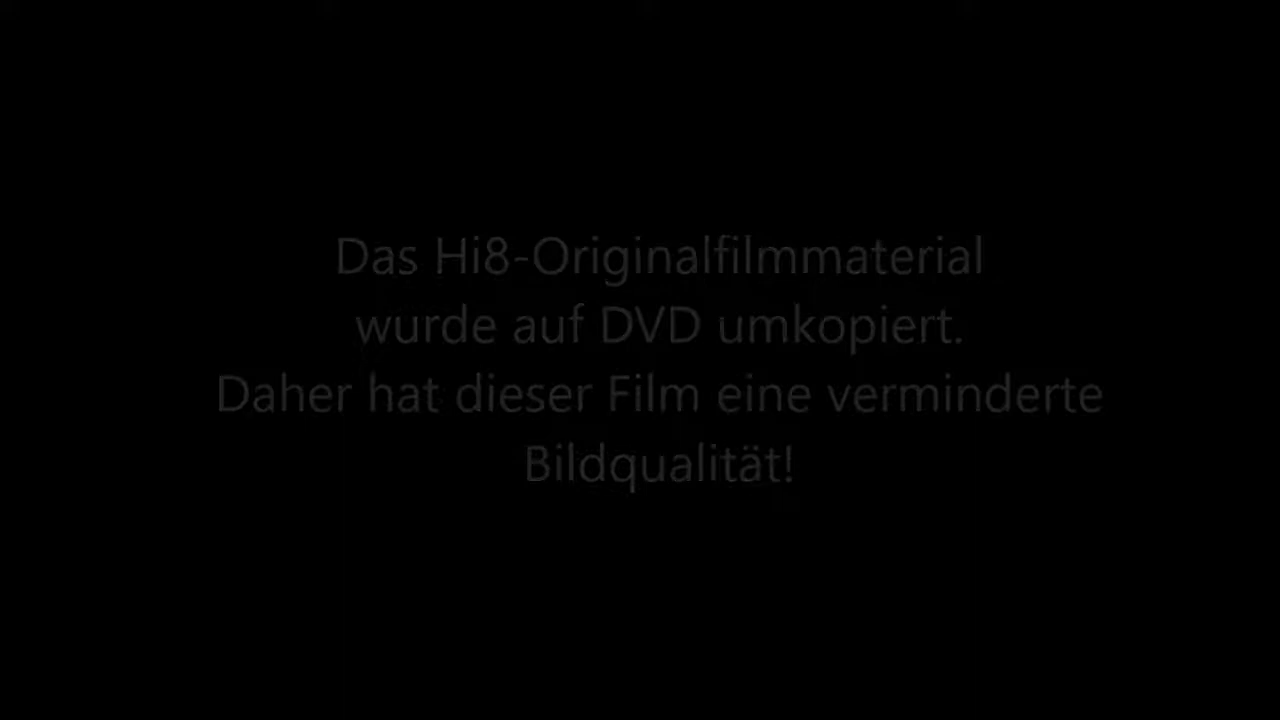 Das Hi8-Originalfilmmaterial
wurde auf DVD umkopiert.
Daher hat dieser Film eine verminderte
Bildqualität!